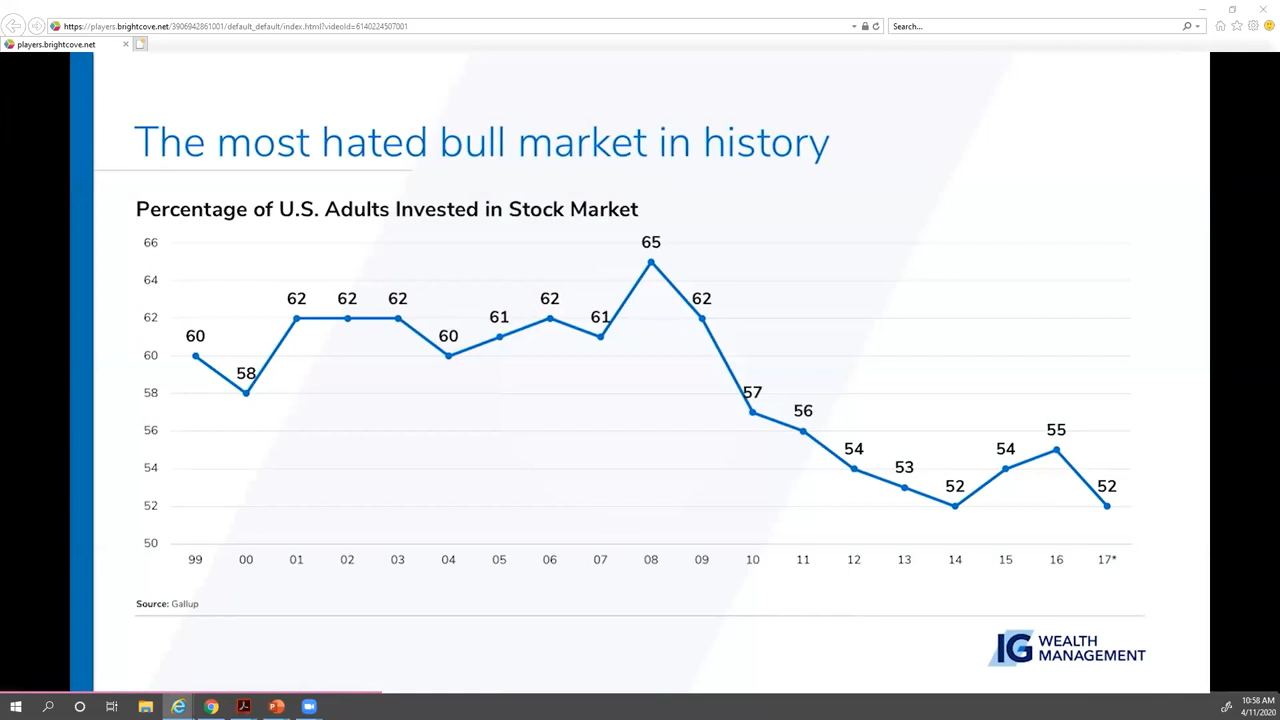 https://players.brightcove.net/3906942861001/default_default/index.html?videoId=6140224507001
Search...
players.brightcove.net
The most hated bull market in history
Percentage of U.S. Adults Invested in Stock Market
66
64
62
60
58
56
54
52
50
60
58
62
62
62
60
61
62
61
65
62
57
56
54
53
52
54
55
52
99 00 01 02 03 04 05 06 07 08 09 10 11 12 13 14 15 16 17*
Source: Gallup
IG WEALTH
MANAGEMENT
10:58 AM
4/11/2020